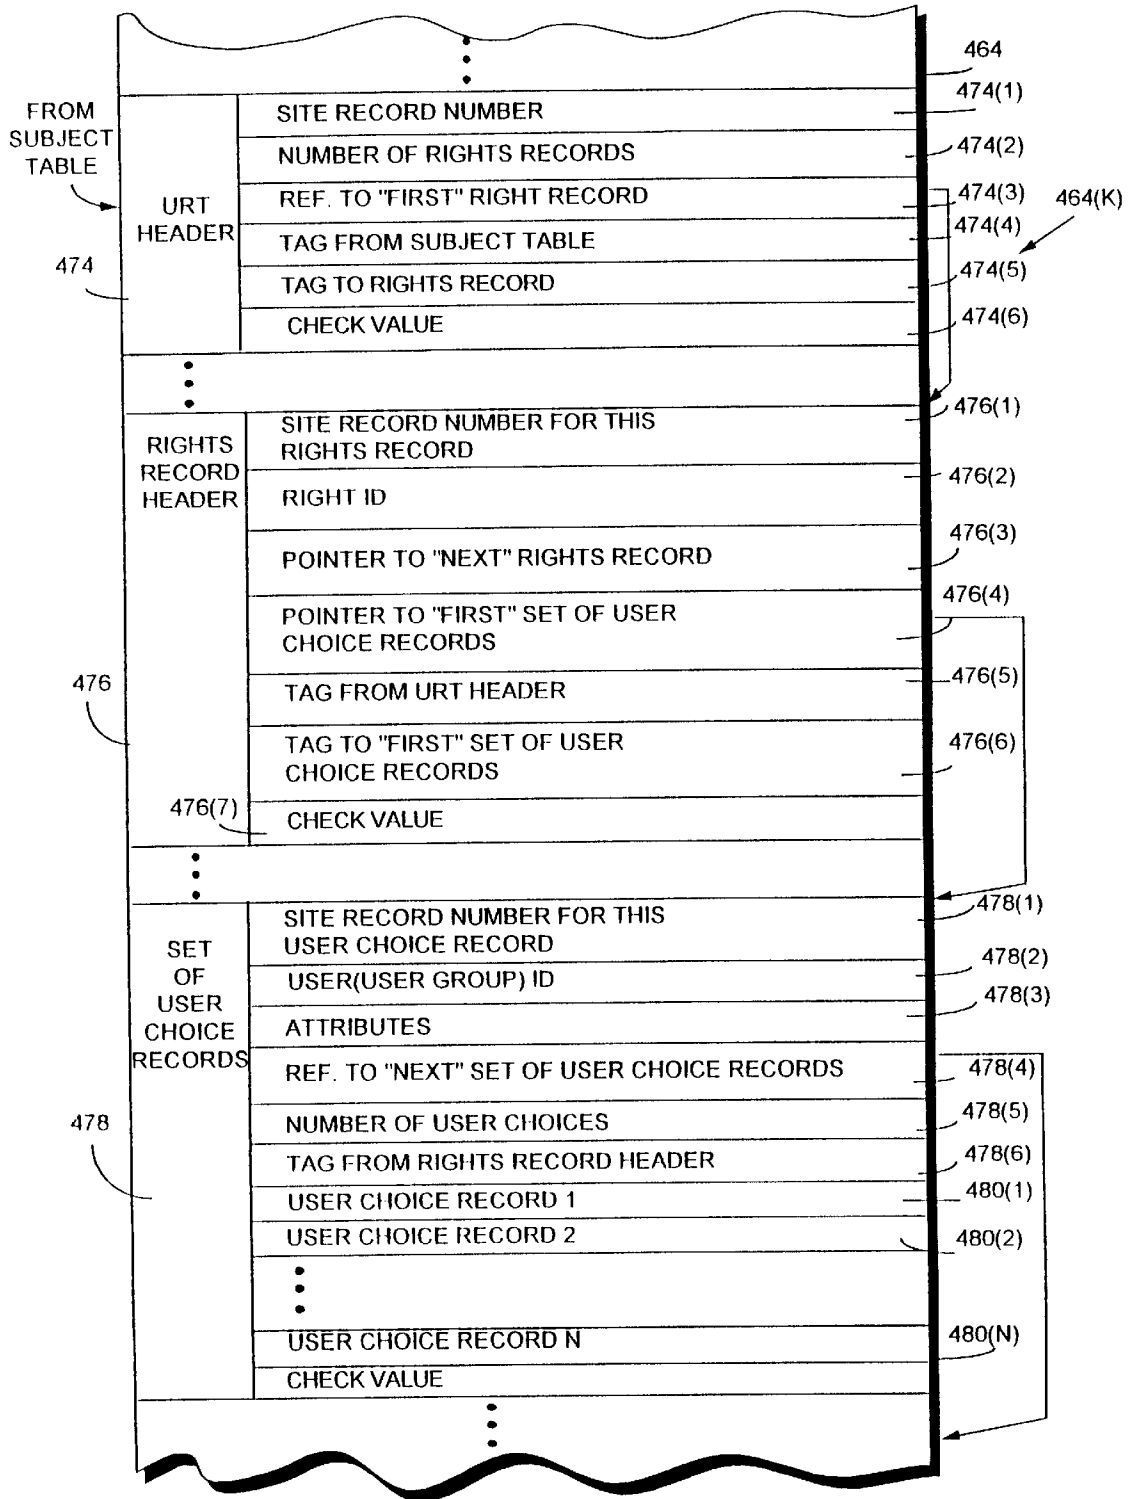 464
FROM
SUBJECT
TABLE
URT
HEADER
474
SITE RECORD NUMBER
474(1)
NUMBER OF RIGHTS RECORDS
474(2)
REF. TO "FIRST" RIGHT RECORD
474(3)
464(K)
TAG FROM SUBJECT TABLE
474(4)
TAG TO RIGHTS RECORD
474(5)
CHECK VALUE
474(6)
RIGHTS
RECORD
HEADER
476
SITE RECORD NUMBER FOR THIS
RIGHTS RECORD
476(1)
RIGHT ID
476(2)
POINTER TO "NEXT" RIGHTS RECORD
476(3)
POINTER TO "FIRST" SET OF USER
CHOICE RECORDS
476(4)
TAG FROM URT HEADER
476(5)
TAG TO "FIRST" SET OF USER
CHOICE RECORDS
476(6)
476(7)
CHECK VALUE
SET
OF
USER
CHOICE
RECORDS
478
SITE RECORD NUMBER FOR THIS
USER CHOICE RECORD
478(1)
USER(USER GROUP) ID
478(2)
ATTRIBUTES
478(3)
REF. TO "NEXT" SET OF USER CHOICE RECORDS
478(4)
NUMBER OF USER CHOICES
478(5)
TAG FROM RIGHTS RECORD HEADER
478(6)
USER CHOICE RECORD 1
480(1)
USER CHOICE RECORD 2
480(2)
USER CHOICE RECORD N
480(N)
CHECK VALUE